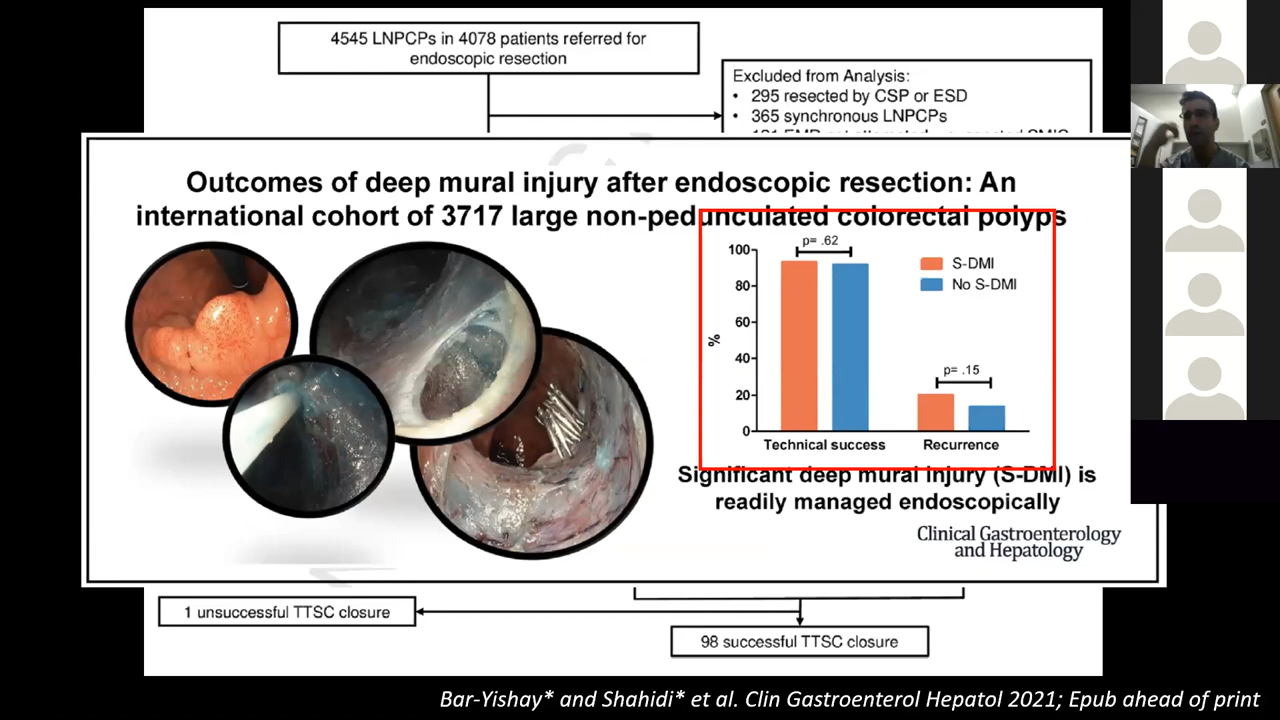 4545 LNPCPs in 4078 patients referred for
endoscopic resection
Excluded from Analysis:
• 295 resected by CSP or ESD
• 365 synchronous LNPCPs
Outcomes of deep mural injury after endoscopic resection: An
international cohort of 3717 large non-pedunculated colorectal polyps
p= .62
100
80
60
40
20
0
%
S-DMI
No S-DMI
p= .15
Technical success
Recurrence
Significant deep mural injury (S-DMI) is
readily managed endoscopically
Clinical Gastroenterology
and Hepatology
1 unsuccessful TTSC closure
98 successful TTSC closure
Bar-Yishay* and Shahidi* et al. Clin Gastroenterol Hepatol 2021; Epub ahead of print